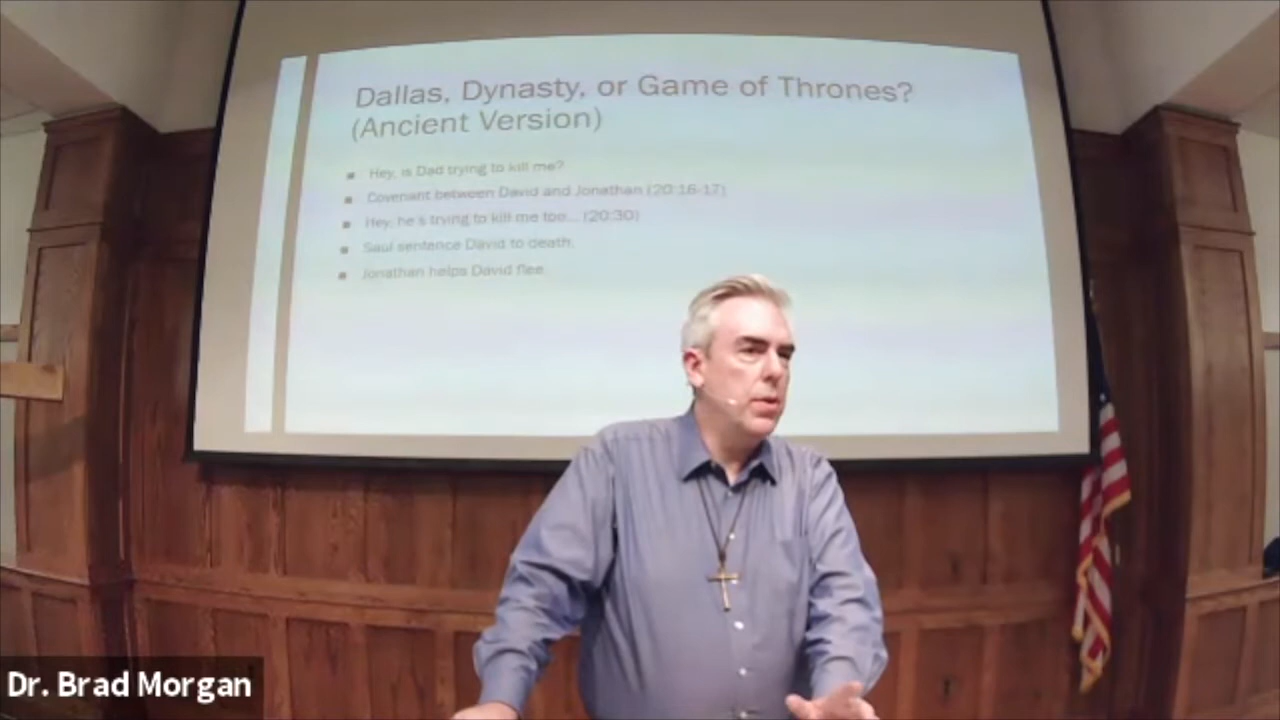 Dallas, Dynasty, or Game of Thrones?
(Ancient Version)
Hey, is Dad trying to kill me?
Covenant between David and Jonathan (20:16-17)
Hey, he's trying to kill me too... (20:30)
Saul sentence David to death.
Jonathan helps David flee.
Dr. Brad Morgan